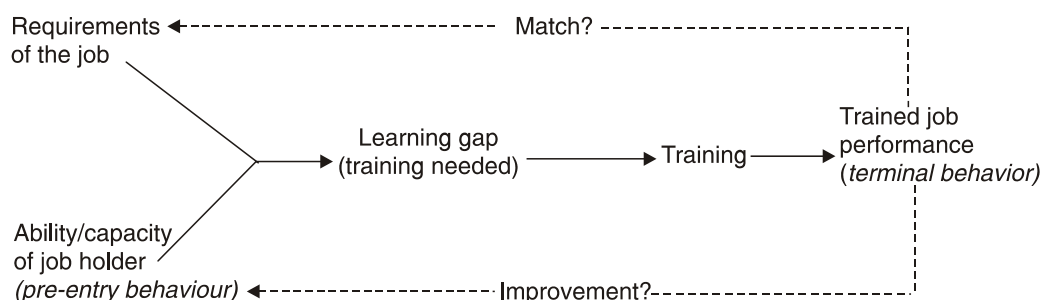 Requirements
of the job
Match?
Learning gap
(training needed)
Training
Trained job
performance
(terminal behavior)
Ability/capacity
of job holder
(pre-entry behaviour)
Improvement?